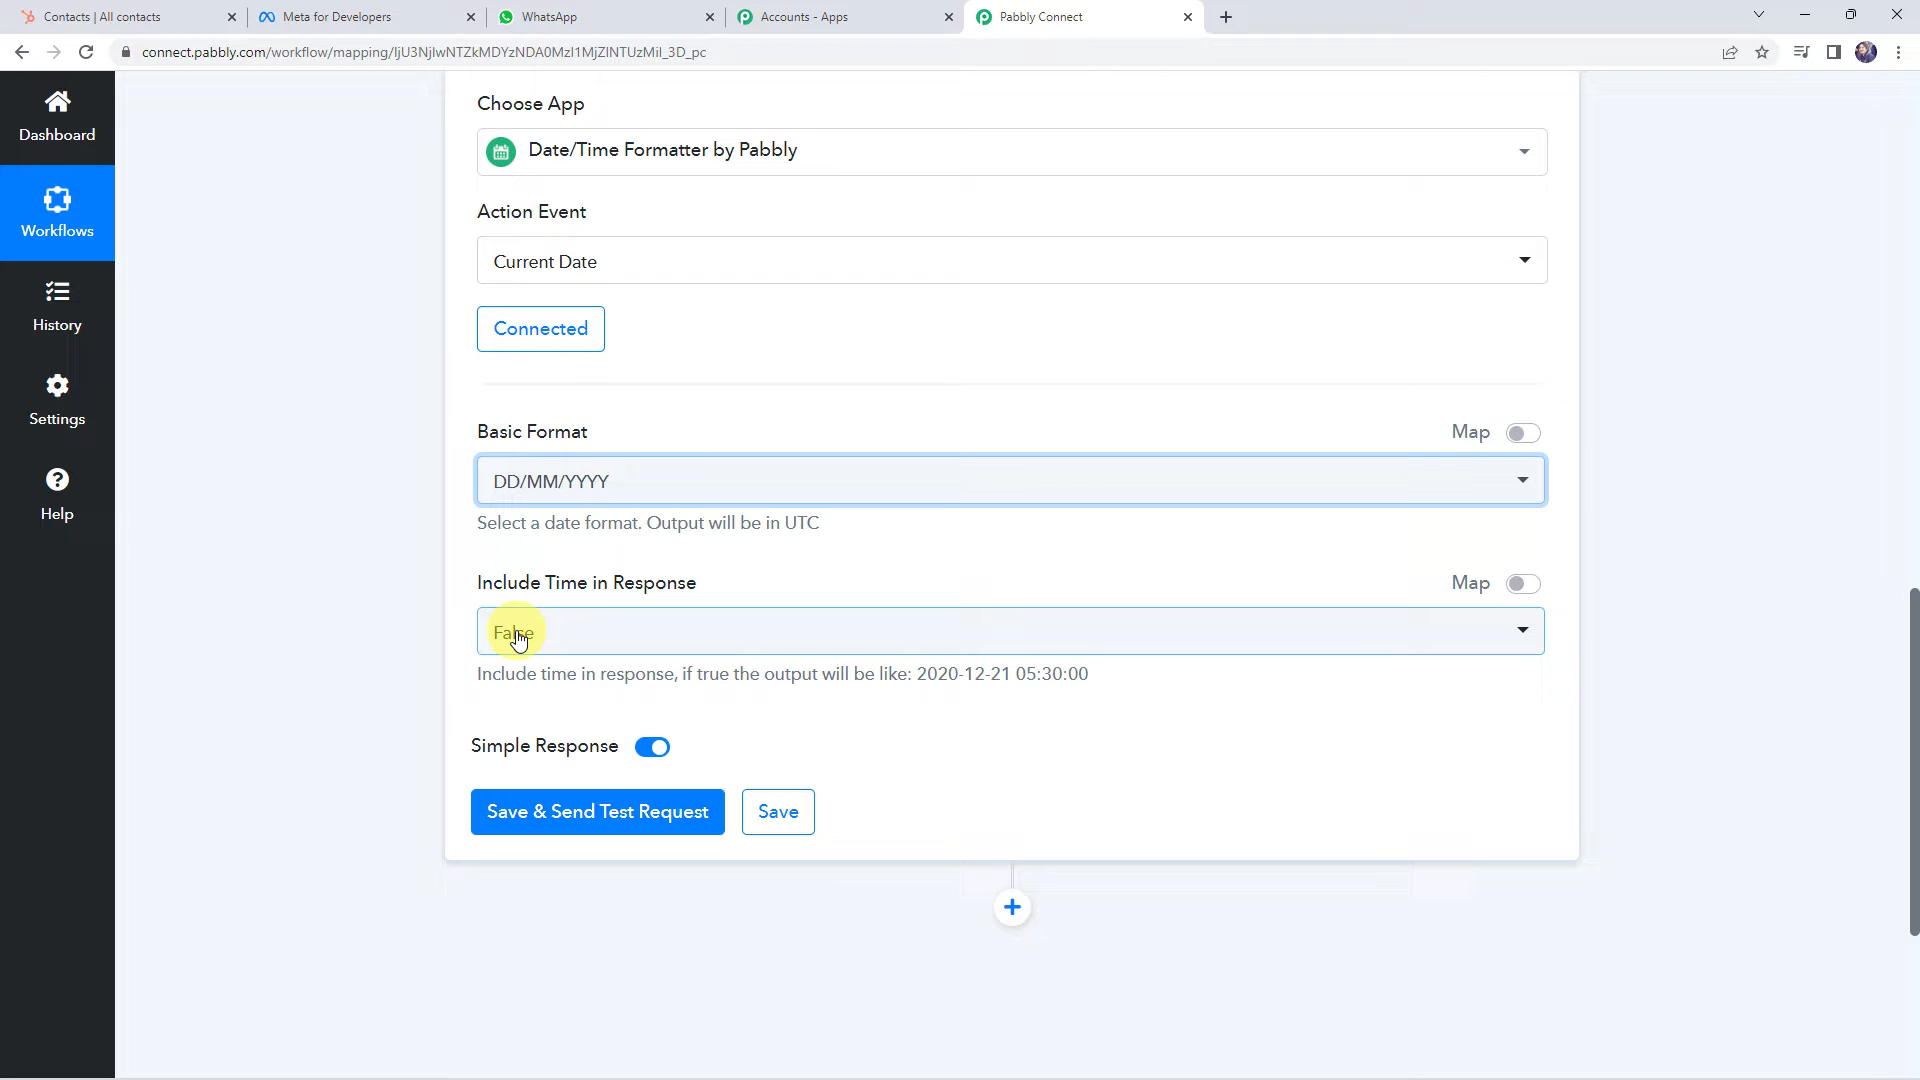 Contacts | All contacts
Meta for Developers
WhatsApp
Accounts - Apps
Pabbly Connect
connect.pabbly.com/workflow/mapping/IjU3NjIwNTZkMDYzNDA0MzI1MjZlNTUzMiI_3D_pc
Dashboard
Workflows
History
Settings
Help
Choose App
Date/Time Formatter by Pabbly
Action Event
Current Date
Connected
Basic Format
Map
DD/MM/YYYY
Select a date format. Output will be in UTC
Include Time in Response
Map
False
Include time in response, if true the output will be like: 2020-12-21 05:30:00
Simple Response
Save & Send Test Request
Save